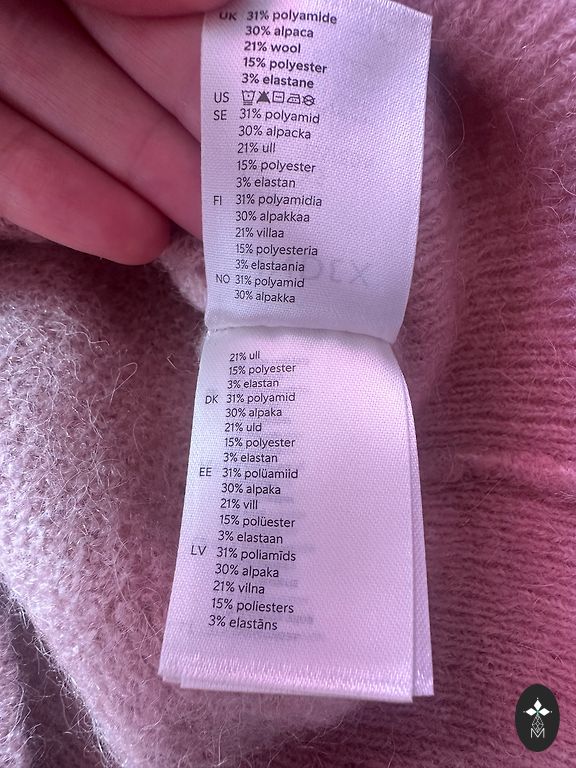 UK 31% polyamide
30% alpaca
21% wool
15% polyester
3% elastane
US
SE 31% polyamid
30% alpacka
21% ull
15% polyester
3% elastan
FI 31% polyamidia
30% alpakkaa
21% villaa
15% polyesteria
3% elastaania
NO 31% polyamid
30% alpakka
21% ull
15% polyester
3% elastan
DK 31% polyamid
30% alpaka
21% uld
15% polyester
3% elastan
EE 31% polüamiid
30% alpaka
21% vill
15% polüester
3% elastaan
LV 31% poliamīds
30% alpaka
21% vilna
15% poliesters
3% elastāns
M